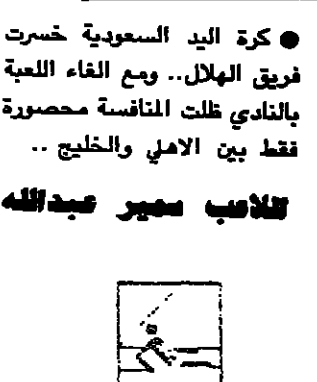 ● كرة اليد السعودية خسرت
فريق الهلال.. ومع الغاء اللعبة
بالنادي ظلت المنافسة محصورة
فقط بين الاهلي والخليج ..
اللاعب سمير عبدالله